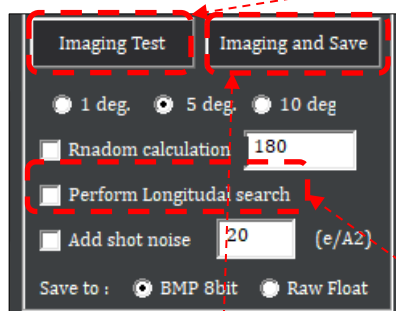 Imaging Test Imaging and Save
1 deg. 5 deg. 10 deg
Rnadom calculation 180
Perform Longitudal search
Add shot noise 20 (e/A2)
Save to : BMP 8bit Raw Float